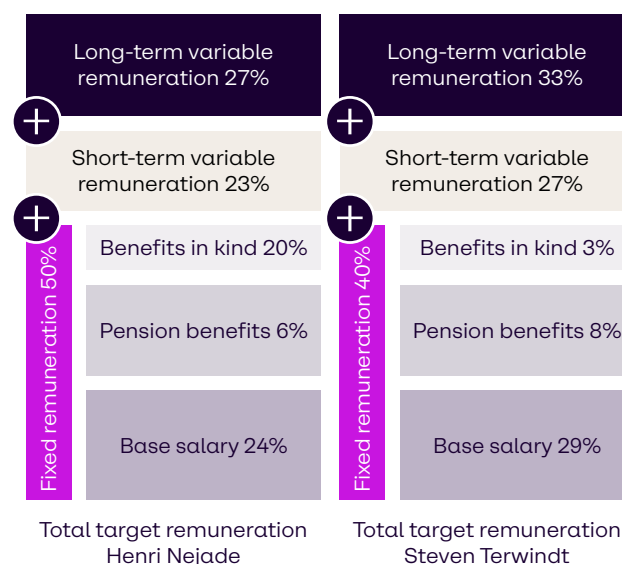 Long-term variable
remuneration 27%
Short-term variable
remuneration 23%
Fixed remuneration 50%
Benefits in kind 20%
Pension benefits 6%
Base salary 24%
Total target remuneration
Henri Nejade
Long-term variable
remuneration 33%
Short-term variable
remuneration 27%
Fixed remuneration 40%
Benefits in kind 3%
Pension benefits 8%
Base salary 29%
Total target remuneration
Steven Terwindt